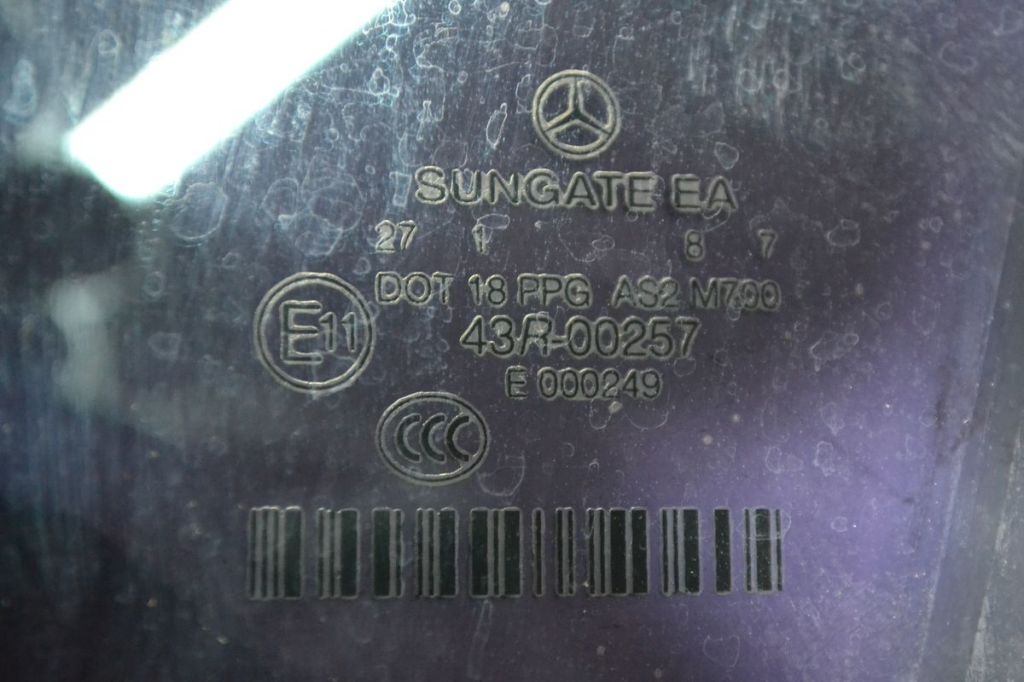 SUNGATE EA
27 1 8 7
DOT 18 PPG AS2 M700
E11
43R-00257
E 000249
CCC